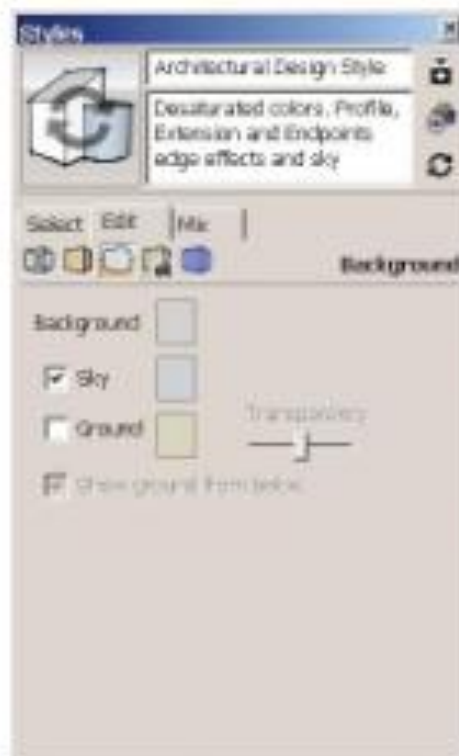 Styles
Architectural Design Style
Desaturated colors. Profile,
Extension and Endpoints
edge effects and sky
Select Edit Mix
Background
Background
Sky
Ground
Transparency
Show ground from below